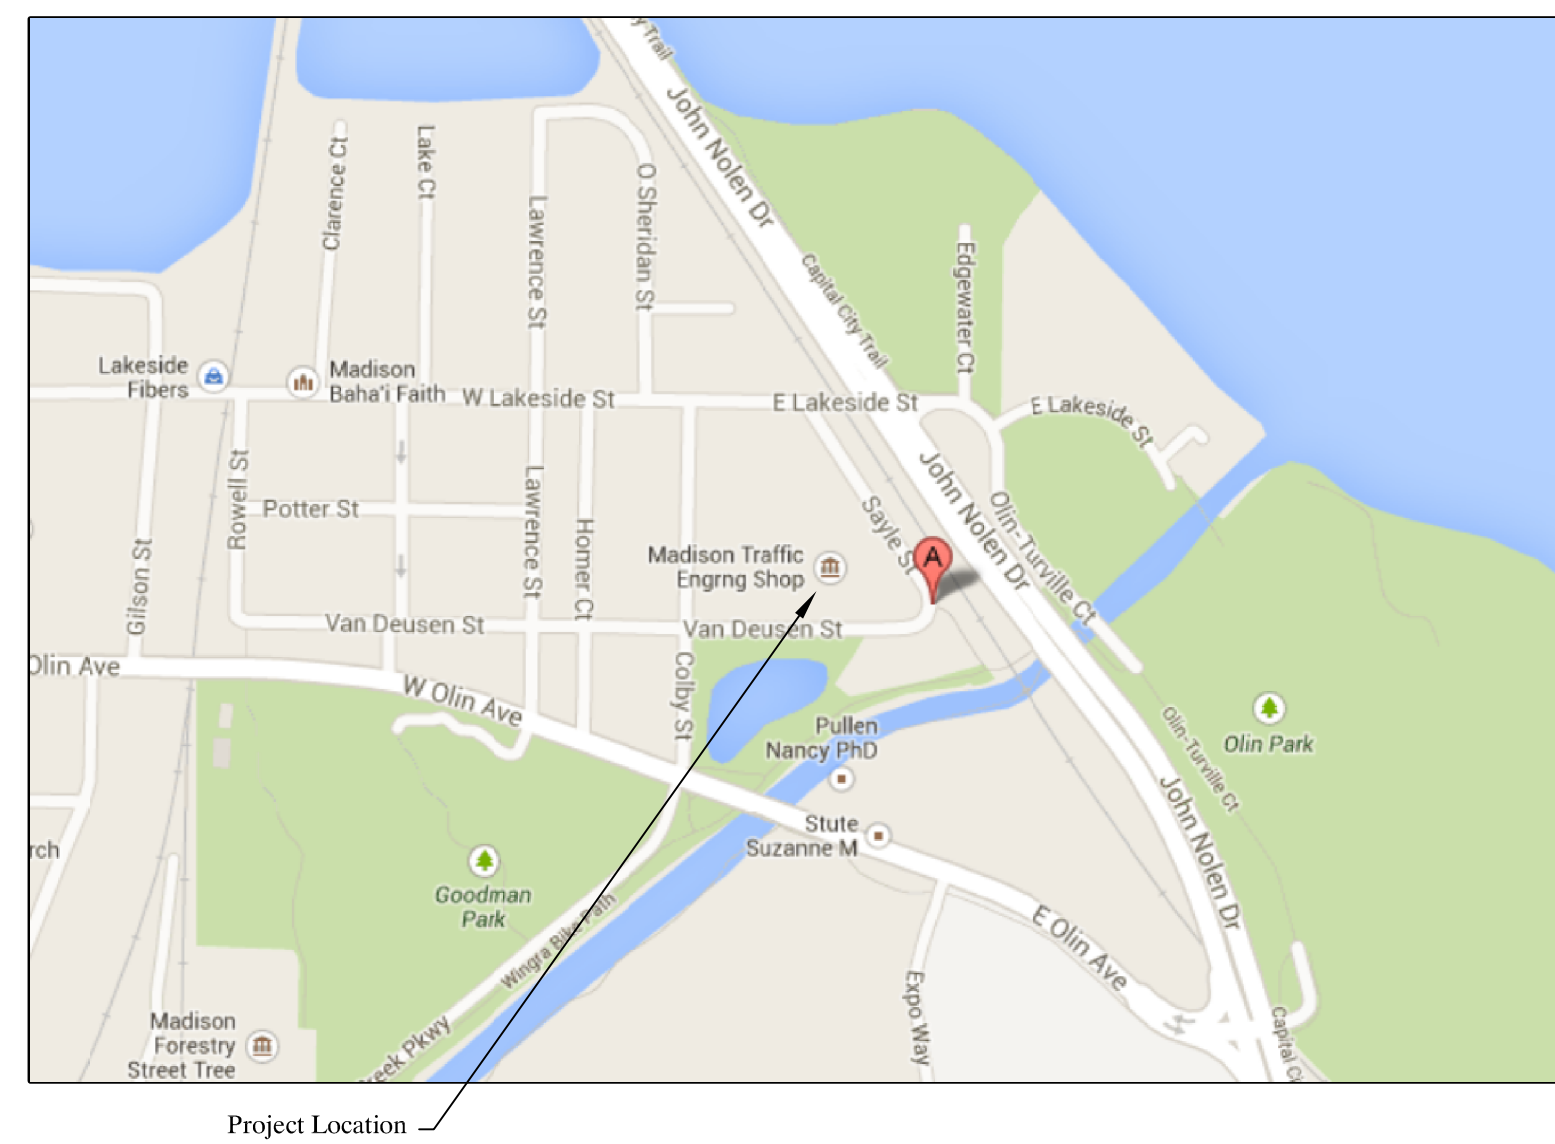 y Trail
John Nolen Dr
Clarence Ct
Lake Ct
Lawrence St
O Sheridan St
Capital City Trail
Edgewater Ct
Lakeside
Fibers
Madison
Baha'i Faith
W Lakeside St
E Lakeside St
E Lakeside St
Rowell St
Potter St
Lawrence St
Homer Ct
Gilson St
Sayle St
John Nolen Dr
Olin-Turville Ct
A
Madison Traffic
Engrng Shop
Van Deusen St
Van Deusen St
Olin Ave
W Olin Ave
Colby St
Pullen
Nancy PhD
Olin Park
Olin-Turville Ct
John Nolen Dr
Stute
Suzanne M
rch
Goodman
Park
Wingra Bike Path
E Olin Ave
Expo Way
Capital Ci
Madison
Forestry
Street Tree
reek Pkwy
Project Location